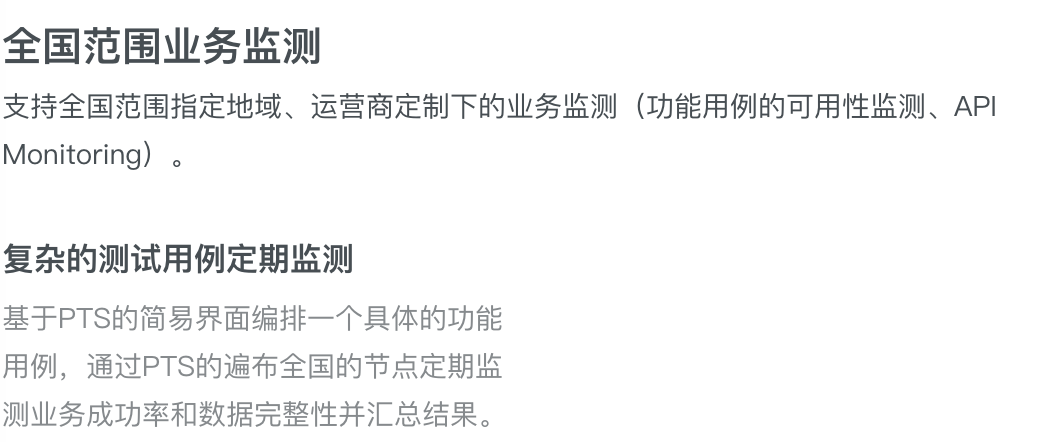 全国范围业务监测
支持全国范围指定地域、运营商定制下的业务监测（功能用例的可用性监测、API
Monitoring）。
复杂的测试用例定期监测
基于PTS的简易界面编排一个具体的功能
用例，通过PTS的遍布全国的节点定期监
测业务成功率和数据完整性并汇总结果。